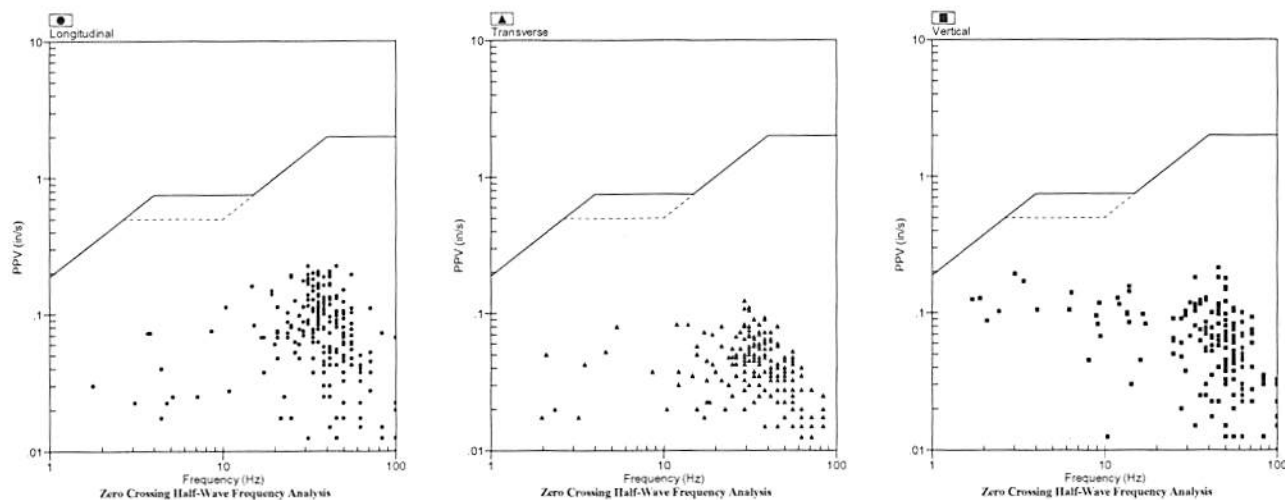 Longitudinal
10
1
.1
.01
PPV (in/s)
1
10
100
Frequency (Hz)
Zero Crossing Half-Wave Frequency Analysis
Transverse
10
1
.1
.01
PPV (in/s)
1
10
100
Frequency (Hz)
Zero Crossing Half-Wave Frequency Analysis
Vertical
10
1
.1
.01
PPV (in/s)
1
10
100
Frequency (Hz)
Zero Crossing Half-Wave Frequency Analysis